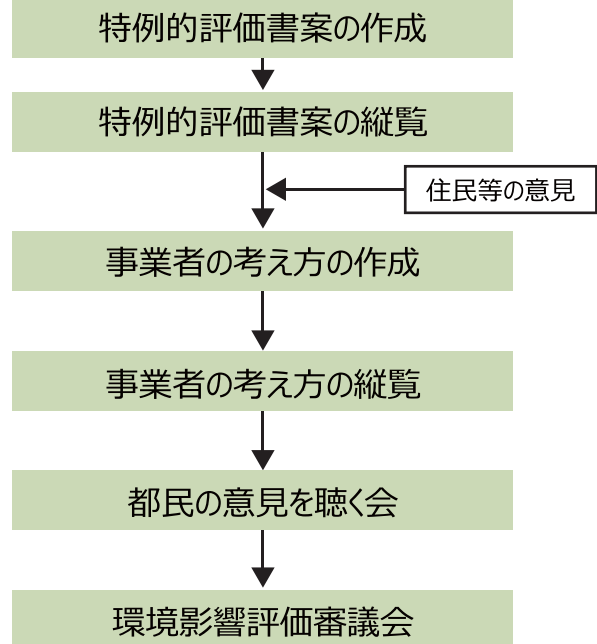 特例的評価書案の作成
特例的評価書案の縦覧
住民等の意見
事業者の考え方の作成
事業者の考え方の縦覧
都民の意見を聴く会
環境影響評価審議会